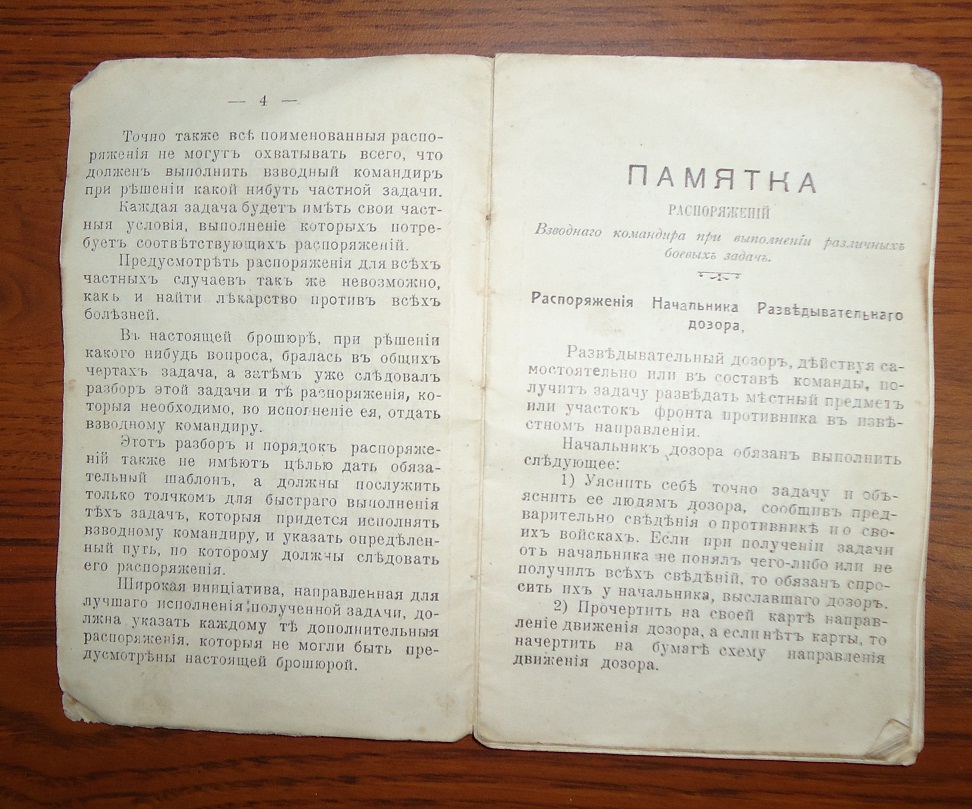 — 4 —
Точно также всѣ поименованныя распо-
ряженія не могутъ охватывать всего, что
долженъ выполнить взводный командиръ
при рѣшеніи какой нибуть частной задачи.
Каждая задача будетъ имѣть свои част-
ныя условія, выполненіе которыхъ потре-
буетъ соотвѣтствующихъ распоряженій.
Предусмотрѣть распоряженія для всѣхъ
частныхъ случаевъ такъ же невозможно,
какъ и найти лѣкарство противъ всѣхъ
болѣзней.
Въ настоящей брошюрѣ, при рѣшеніи
какого нибудь вопроса, бралась въ общихъ
чертахъ задача, а затѣмъ уже слѣдовалъ
разборъ этой задачи и тѣ распоряженія, ко-
торыя необходимо, во исполненіе ея, отдать
взводному командиру.
Этотъ разборъ и порядокъ распоряже-
ній также не имѣютъ цѣлью дать обяза-
тельный шаблонъ, а должны послужить
только толчкомъ для быстраго выполненія
тѣхъ задачъ, которыя придется исполнять
взводному командиру, и указать опредѣлен-
ный путь, по которому должны слѣдовать
его распоряженія.
Широкая иниціатива, направленная для
лучшаго исполненія полученной задачи, до-
лжна указать каждому тѣ дополнительныя
распоряженія. которыя не могли быть пре-
дусмотрѣны настоящей брошюрой.
ПАМЯТКА
РАСПОРЯЖЕНІЙ
Взводнаго командира при выполненіи различныхъ
боевыхъ задачъ.
Распоряженія Начальника Развѣдывательнаго
дозора,
Развѣдывательный дозоръ, дѣйствуя са-
мостоятельно или въ составѣ команды, по-
лучитъ задачу развѣдать мѣстный предметъ
или участокъ фронта противника въ извѣ-
стномъ направленіи.
Начальникъ дозора обязанъ выполнить
слѣдующее:
1) Уяснить себѣ точно задачу и объ-
яснить ее людямъ дозора, сообщивъ пред-
варительно свѣдѣнія о противникѣ и о сво-
ихъ войскахъ. Если при полученіи задачи
отъ начальника не понялъ чего-либо или не
получилъ всѣхъ свѣдѣній, то обязанъ спро-
сить ихъ у начальника, выславшаго дозоръ.
2) Прочертить на своей картѣ направ-
леніе движенія дозора, а если нѣтъ карты, то
начертить на бумагѣ схему направленія
движенія дозора.